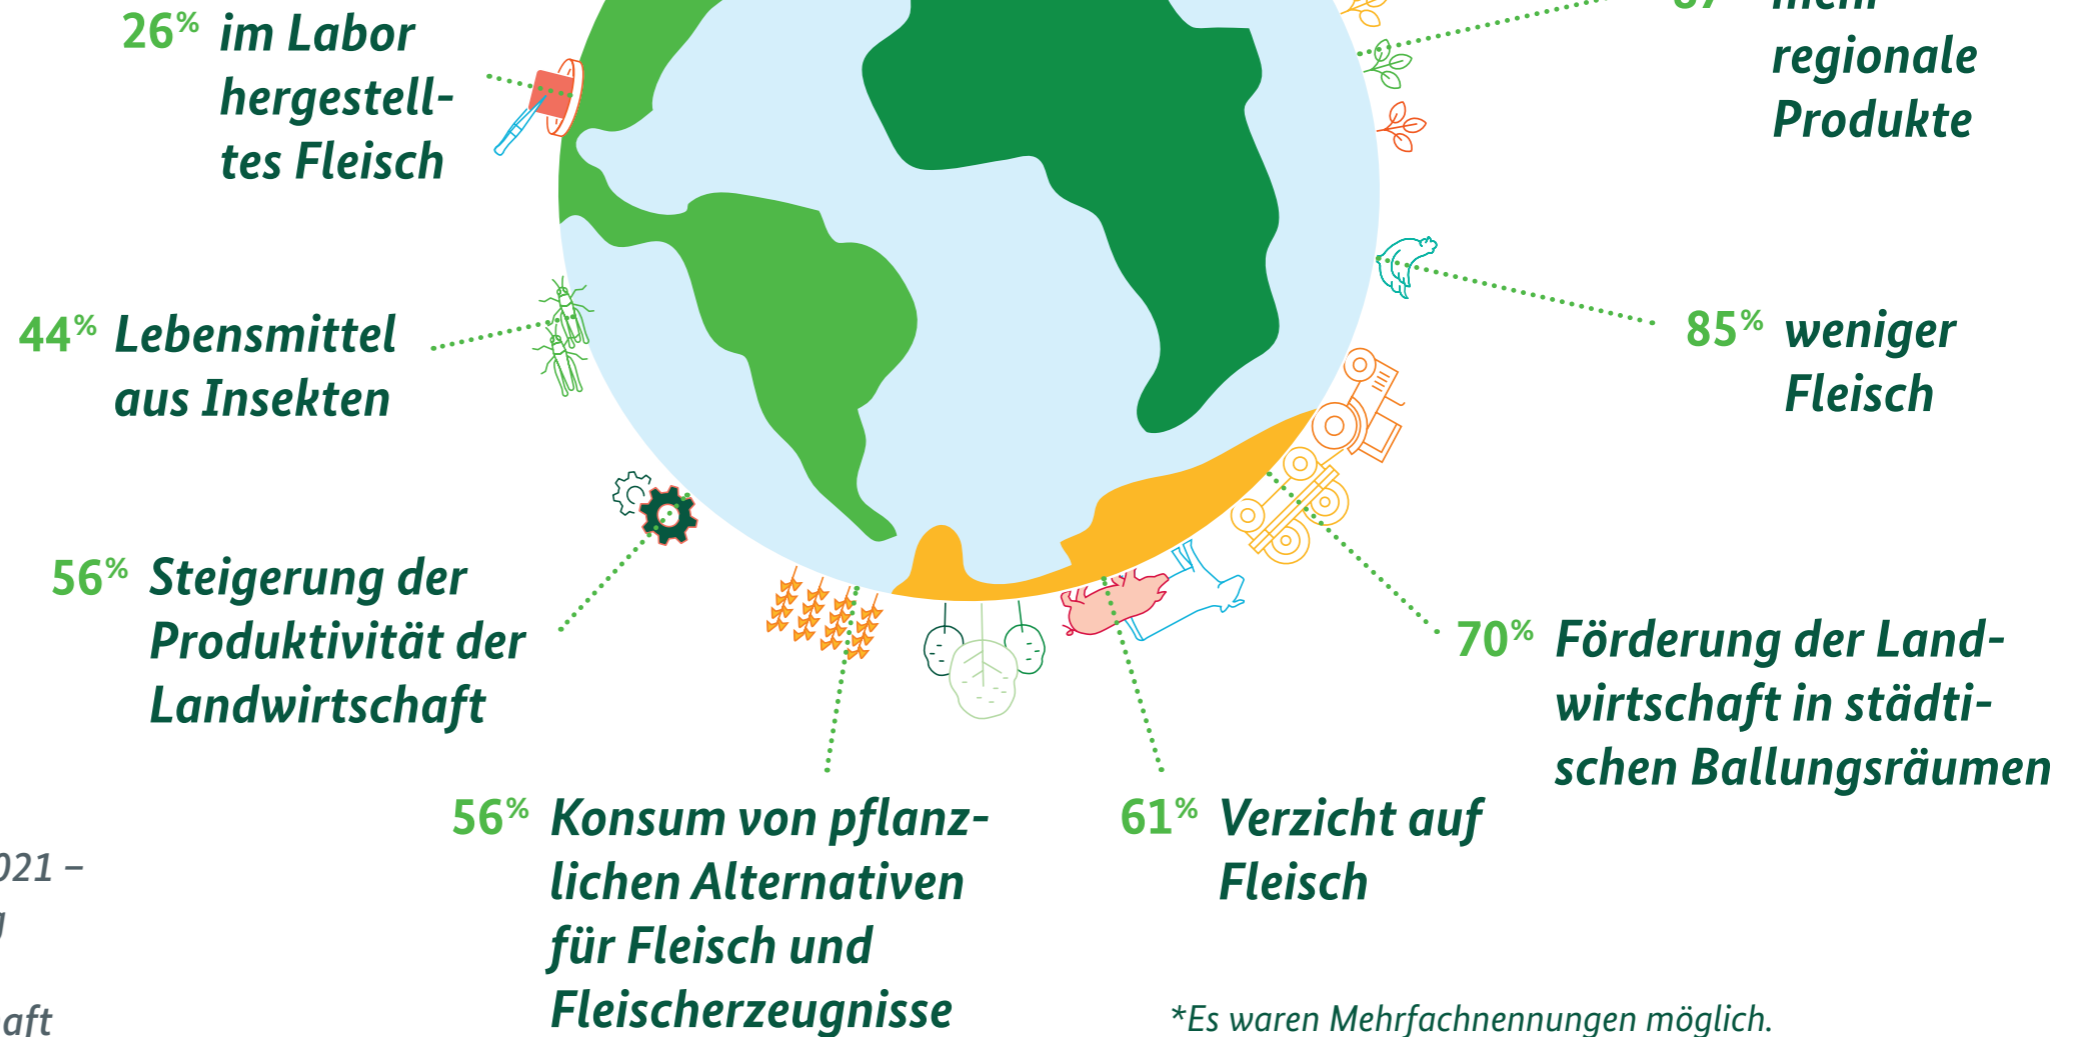 26% im Labor
hergestell-
tes Fleisch
regionale
Produkte
44% Lebensmittel
aus Insekten
85% weniger
Fleisch
56% Steigerung der
Produktivität der
Landwirtschaft
70% Förderung der Land-
wirtschaft in städti-
schen Ballungsräumen
56% Konsum von pflanz-
lichen Alternativen
für Fleisch und
Fleischerzeugnisse
61% Verzicht auf
Fleisch
021 –
aft
*Es waren Mehrfachnennungen möglich.